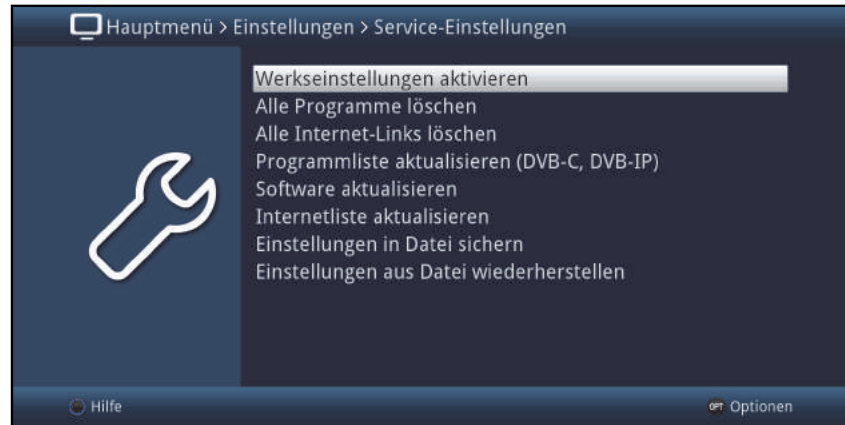 Hauptmenü > Einstellungen > Service-Einstellungen
Werkseinstellungen aktivieren
Alle Programme löschen
Alle Internet-Links löschen
Programmliste aktualisieren (DVB-C, DVB-IP)
Software aktualisieren
Internetliste aktualisieren
Einstellungen in Datei sichern
Einstellungen aus Datei wiederherstellen
Hilfe OPT Optionen